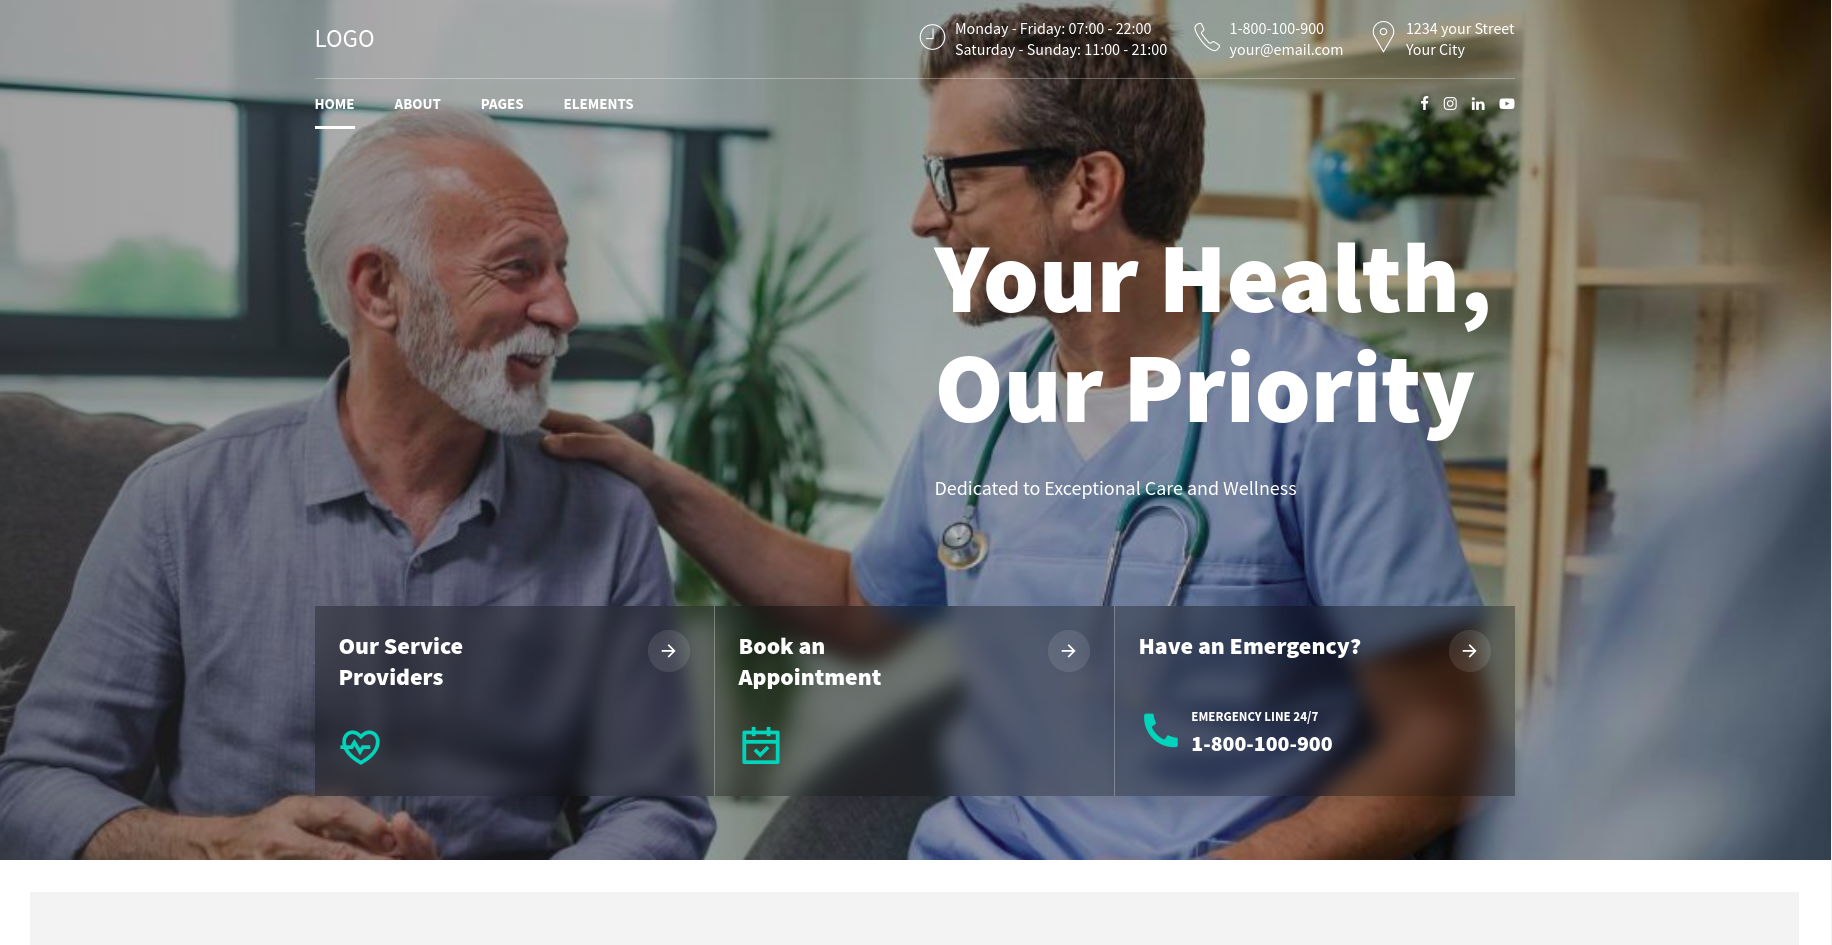 LOGO
Monday - Friday: 07:00 - 22:00
Saturday - Sunday: 11:00 - 21:00
1-800-100-900
your@email.com
1234 your Street
Your City
HOME
ABOUT
PAGES
ELEMENTS
Your Health,
Our Priority
Dedicated to Exceptional Care and Wellness
Our Service
Providers
Book an
Appointment
Have an Emergency?
EMERGENCY LINE 24/7
1-800-100-900